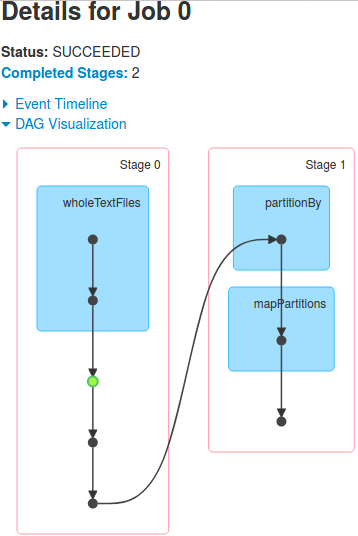 Details for Job 0
Status: SUCCEEDED
Completed Stages: 2
Event Timeline
DAG Visualization
Stage 0
wholeTextFiles
Stage 1
partitionBy
mapPartitions